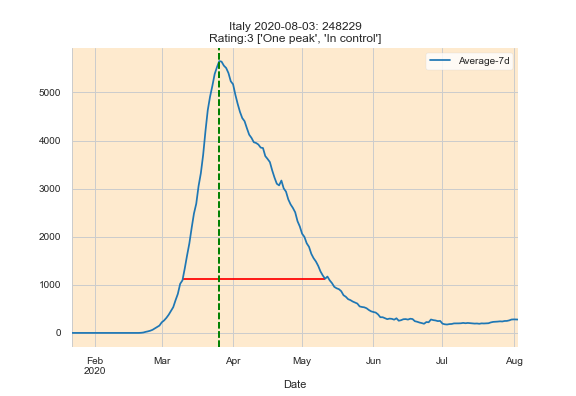 Italy 2020-08-03: 248229
Rating:3 ['One peak', 'In control']
Average-7d
5000
4000
3000
2000
1000
0
Feb Mar Apr May Jun Jul Aug
2020
Date